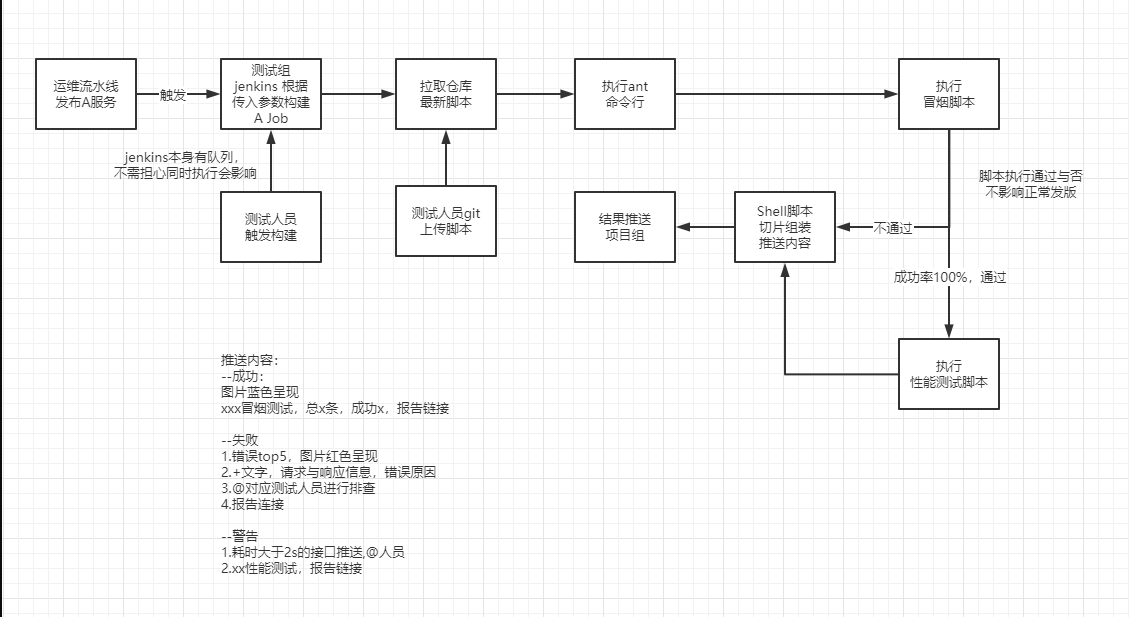 运维流水线
发布A服务
触发
测试组
jenkins 根据
传入参数构建
A Job
拉取仓库
最新脚本
执行ant
命令行
执行
冒烟脚本
jenkins本身有队列，
不需担心同时执行会影响
脚本执行通过与否
不影响正常发版
测试人员
触发构建
测试人员git
上传脚本
结果推送
项目组
Shell脚本
切片组装
推送内容
不通过
成功率100%，通过
执行
性能测试脚本
推送内容：
--成功：
图片蓝色呈现
xxx冒烟测试，总x条，成功x，报告链接
--失败
1.错误top5，图片红色呈现
2.+文字，请求与响应信息，错误原因
3.@对应测试人员进行排查
4.报告连接
--警告
1.耗时大于2s的接口推送,@人员
2.xx性能测试，报告链接